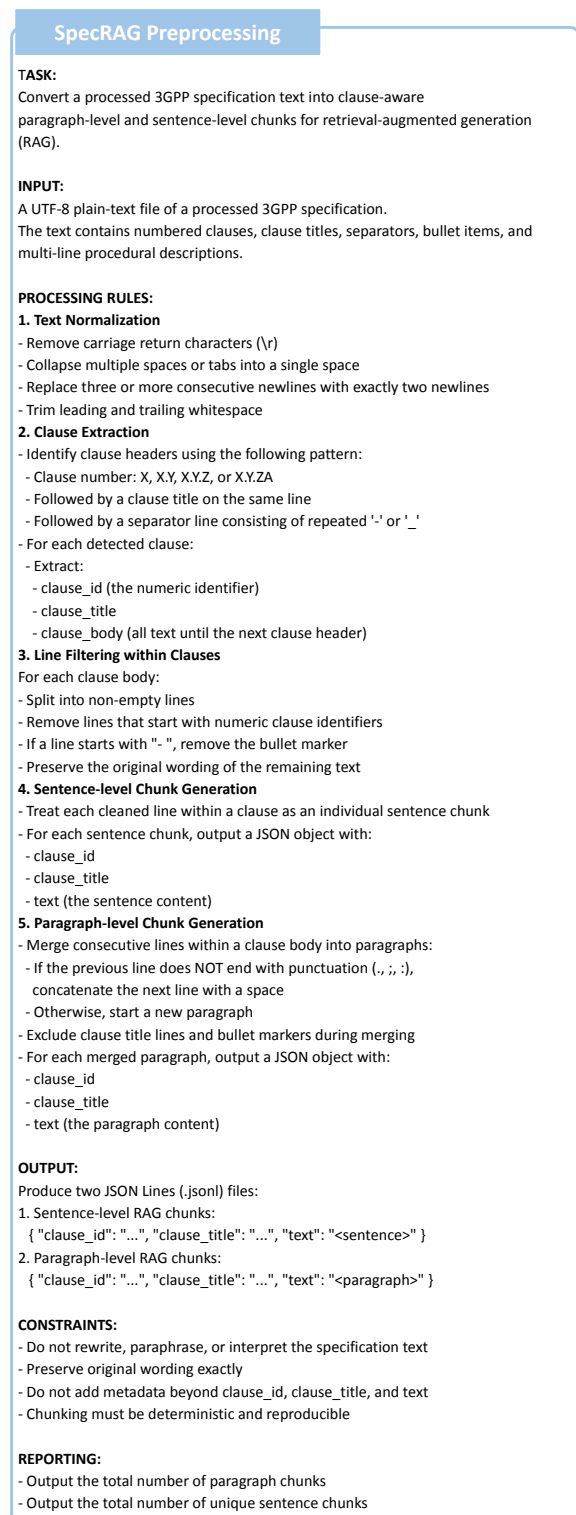 SpecRAG Preprocessing
TASK:
Convert a processed 3GPP specification text into clause-aware
paragraph-level and sentence-level chunks for retrieval-augmented generation
(RAG).
INPUT:
A UTF-8 plain-text file of a processed 3GPP specification.
The text contains numbered clauses, clause titles, separators, bullet items, and
multi-line procedural descriptions.
PROCESSING RULES:
1. Text Normalization
- Remove carriage return characters (\r)
- Collapse multiple spaces or tabs into a single space
- Replace three or more consecutive newlines with exactly two newlines
- Trim leading and trailing whitespace
2. Clause Extraction
- Identify clause headers using the following pattern:
- Clause number: X, X.Y, X.Y.Z, or X.Y.ZA
- Followed by a clause title on the same line
- Followed by a separator line consisting of repeated '-' or '_'
- For each detected clause:
- Extract:
- clause_id (the numeric identifier)
- clause_title
- clause_body (all text until the next clause header)
3. Line Filtering within Clauses
For each clause body:
- Split into non-empty lines
- Remove lines that start with numeric clause identifiers
- If a line starts with "- ", remove the bullet marker
- Preserve the original wording of the remaining text
4. Sentence-level Chunk Generation
- Treat each cleaned line within a clause as an individual sentence chunk
- For each sentence chunk, output a JSON object with:
- clause_id
- clause_title
- text (the sentence content)
5. Paragraph-level Chunk Generation
- Merge consecutive lines within a clause body into paragraphs:
- If the previous line does NOT end with punctuation (., ;, :),
concatenate the next line with a space
- Otherwise, start a new paragraph
- Exclude clause title lines and bullet markers during merging
- For each merged paragraph, output a JSON object with:
- clause_id
- clause_title
- text (the paragraph content)
OUTPUT:
Produce two JSON Lines (.jsonl) files:
1. Sentence-level RAG chunks:
{ "clause_id": "...", "clause_title": "...", "text": "<sentence>" }
2. Paragraph-level RAG chunks:
{ "clause_id": "...", "clause_title": "...", "text": "<paragraph>" }
CONSTRAINTS:
- Do not rewrite, paraphrase, or interpret the specification text
- Preserve original wording exactly
- Do not add metadata beyond clause_id, clause_title, and text
- Chunking must be deterministic and reproducible
REPORTING:
- Output the total number of paragraph chunks
- Output the total number of unique sentence chunks